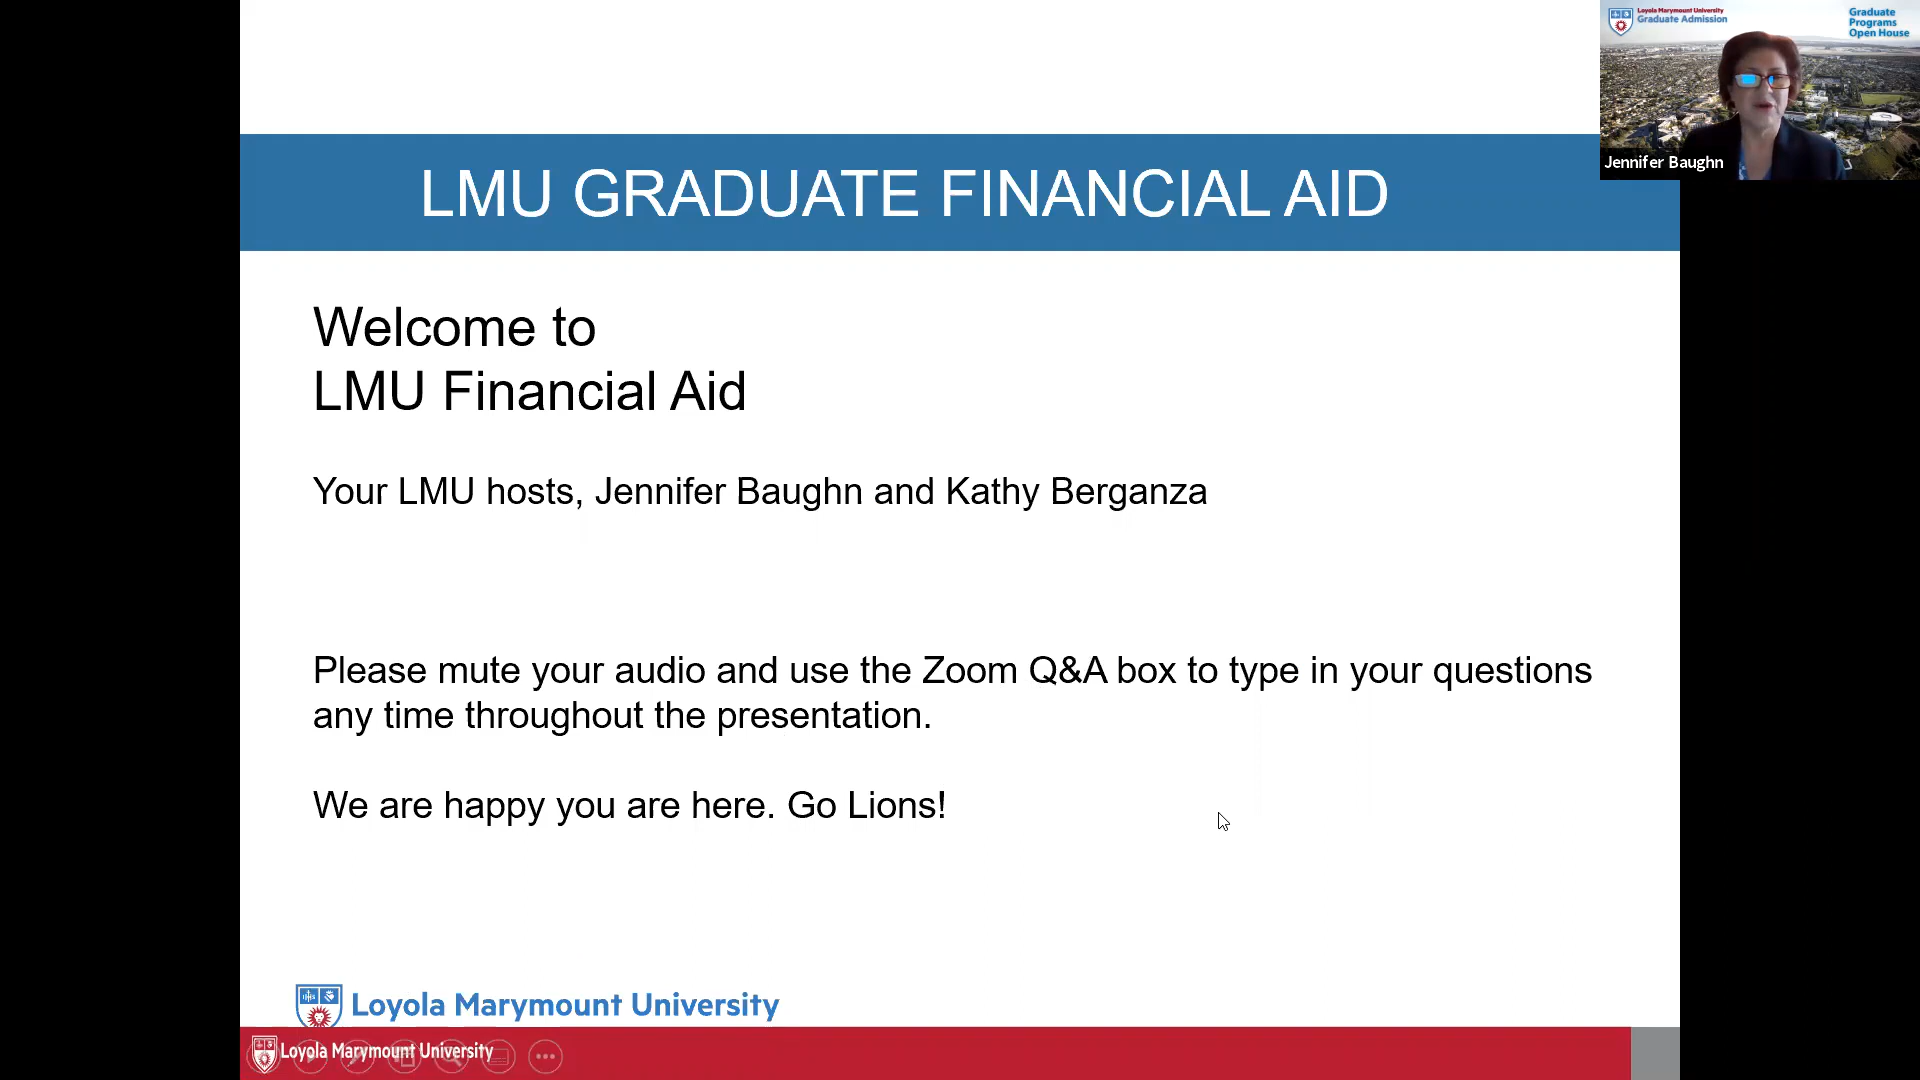 Loyola Marymount University
Graduate Admission
Graduate
Programs
Open House
Jennifer Baughn
LMU GRADUATE FINANCIAL AID
Welcome to
LMU Financial Aid
Your LMU hosts, Jennifer Baughn and Kathy Berganza
Please mute your audio and use the Zoom Q&A box to type in your questions
any time throughout the presentation.
We are happy you are here. Go Lions!
Loyola Marymount University
Loyola Marymount University